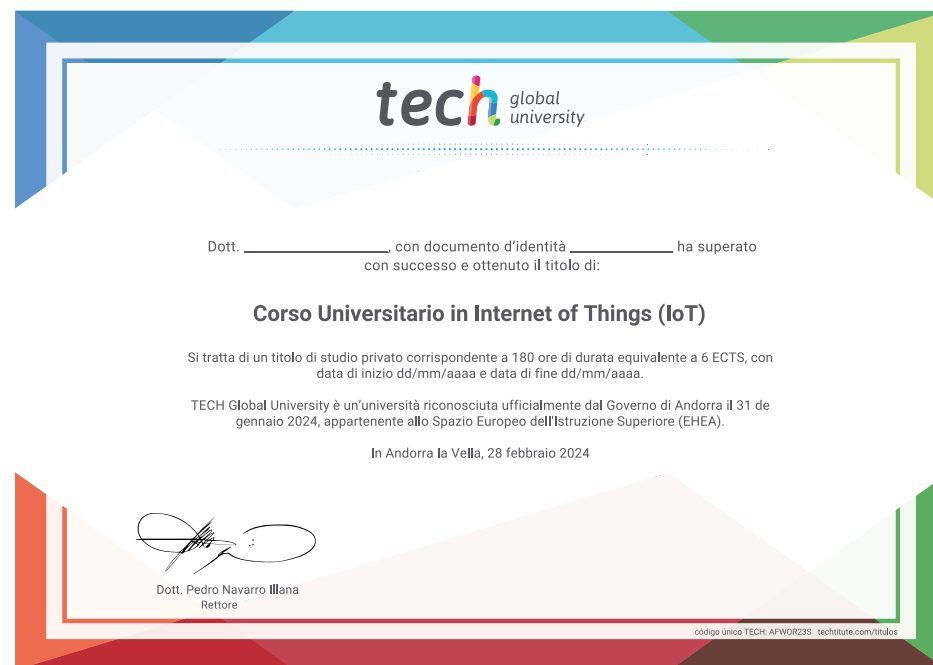 tech global
university
Dott. ____________________, con documento d'identità ______________ ha superato
con successo e ottenuto il titolo di:
Corso Universitario in Internet of Things (IoT)
Si tratta di un titolo di studio privato corrispondente a 180 ore di durata equivalente a 6 ECTS, con
data di inizio dd/mm/aaaa e data di fine dd/mm/aaaa.
TECH Global University è un'università riconosciuta ufficialmente dal Governo di Andorra il 31 de
gennaio 2024, appartenente allo Spazio Europeo dell'Istruzione Superiore (EHEA).
In Andorra la Vella, 28 febbraio 2024
Dott. Pedro Navarro Illana
Rettore
código único TECH: AFWOR23S techtitute.com/titulos